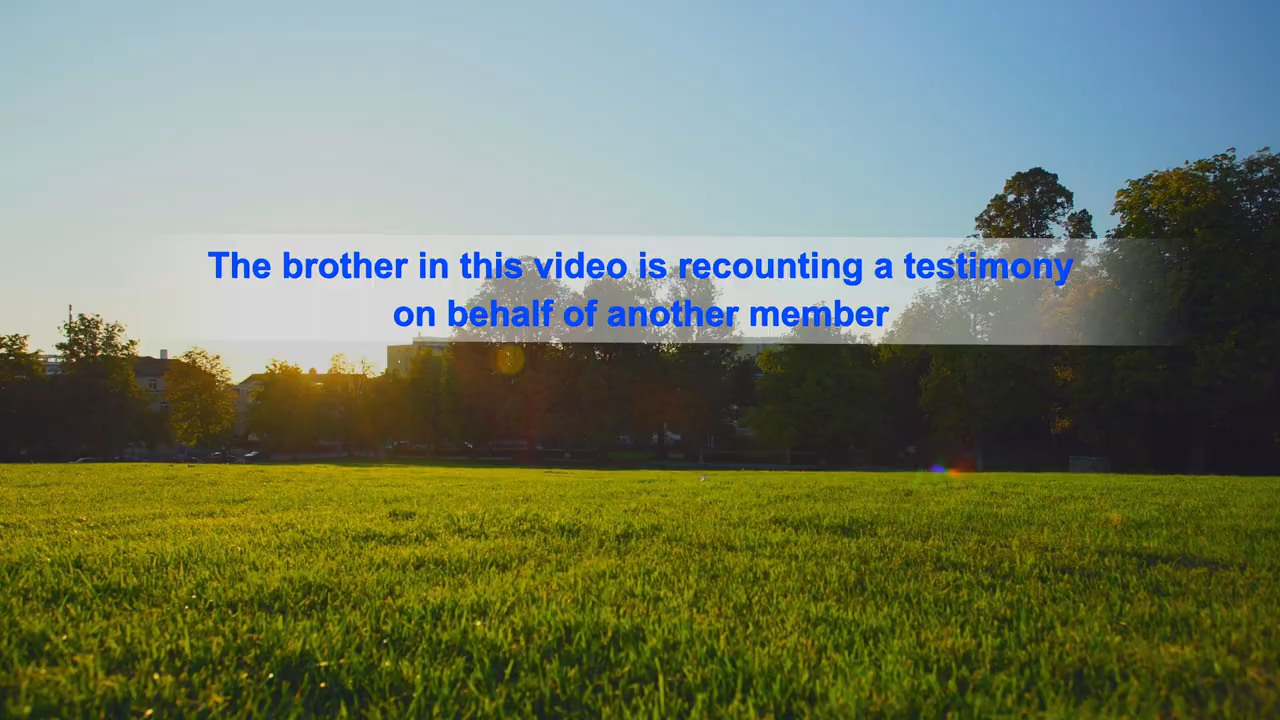 The brother in this video is recounting a testimony
on behalf of another member